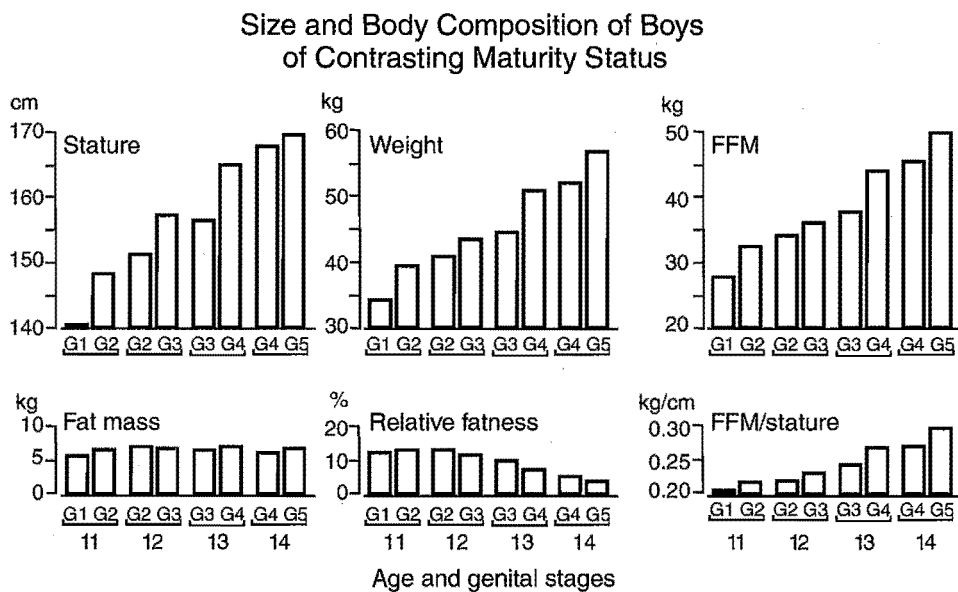 Size and Body Composition of Boys
of Contrasting Maturity Status
cm
170
160
150
140
Stature
G1 G2 G2 G3 G3 G4 G4 G5
kg
60
50
40
30
Weight
G1 G2 G2 G3 G3 G4 G4 G5
kg
50
40
30
20
FFM
G1 G2 G2 G3 G3 G4 G4 G5
kg
10
5
0
Fat mass
G1 G2 G2 G3 G3 G4 G4 G5
11 12 13 14
%
20
10
0
Relative fatness
G1 G2 G2 G3 G3 G4 G4 G5
11 12 13 14
kg/cm
0.30
0.25
0.20
FFM/stature
G1 G2 G2 G3 G3 G4 G4 G5
11 12 13 14
Age and genital stages